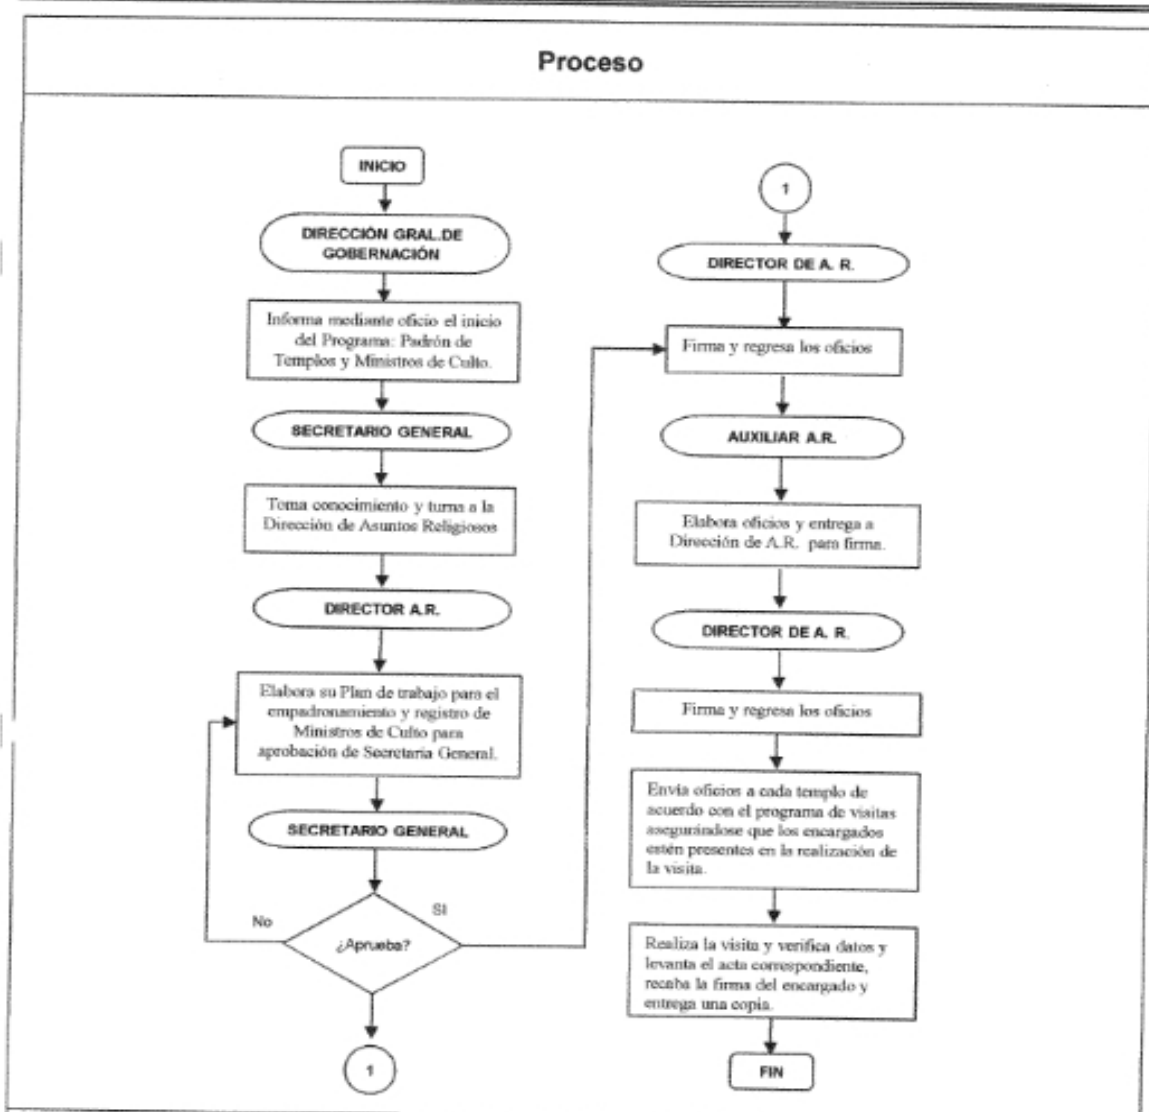 Proceso
INICIO
DIRECCIÓN GRAL.DE
GOBERNACIÓN
Informa mediante oficio el inicio
del Programa: Padrón de
Templos y Ministros de Culto.
SECRETARIO GENERAL
Toma conocimiento y turna a la
Dirección de Asuntos Religiosos
DIRECTOR A.R.
Elabora su Plan de trabajo para el
empadronamiento y registro de
Ministros de Culto para
aprobación de Secretaría General.
SECRETARIO GENERAL
No
SI
¿Aprueba?
1
1
DIRECTOR DE A. R.
Firma y regresa los oficios
AUXILIAR A.R.
Elabora oficios y entrega a
Dirección de A.R. para firma.
DIRECTOR DE A. R.
Firma y regresa los oficios
Envía oficios a cada templo de
acuerdo con el programa de visitas
asegurándose que los encargados
estén presentes en la realización de
la visita.
Realiza la visita y verifica datos y
levanta el acta correspondiente,
recaba la firma del encargado y
entrega una copia.
FIN